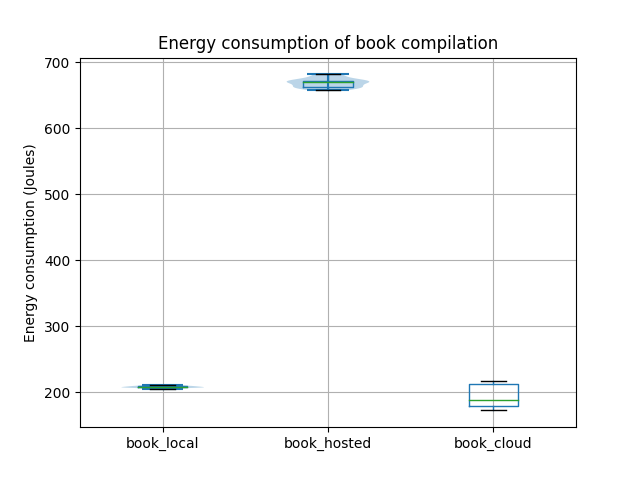 Energy consumption of book compilation
Energy consumption (Joules)
700
600
500
400
300
200
book_local
book_hosted
book_cloud